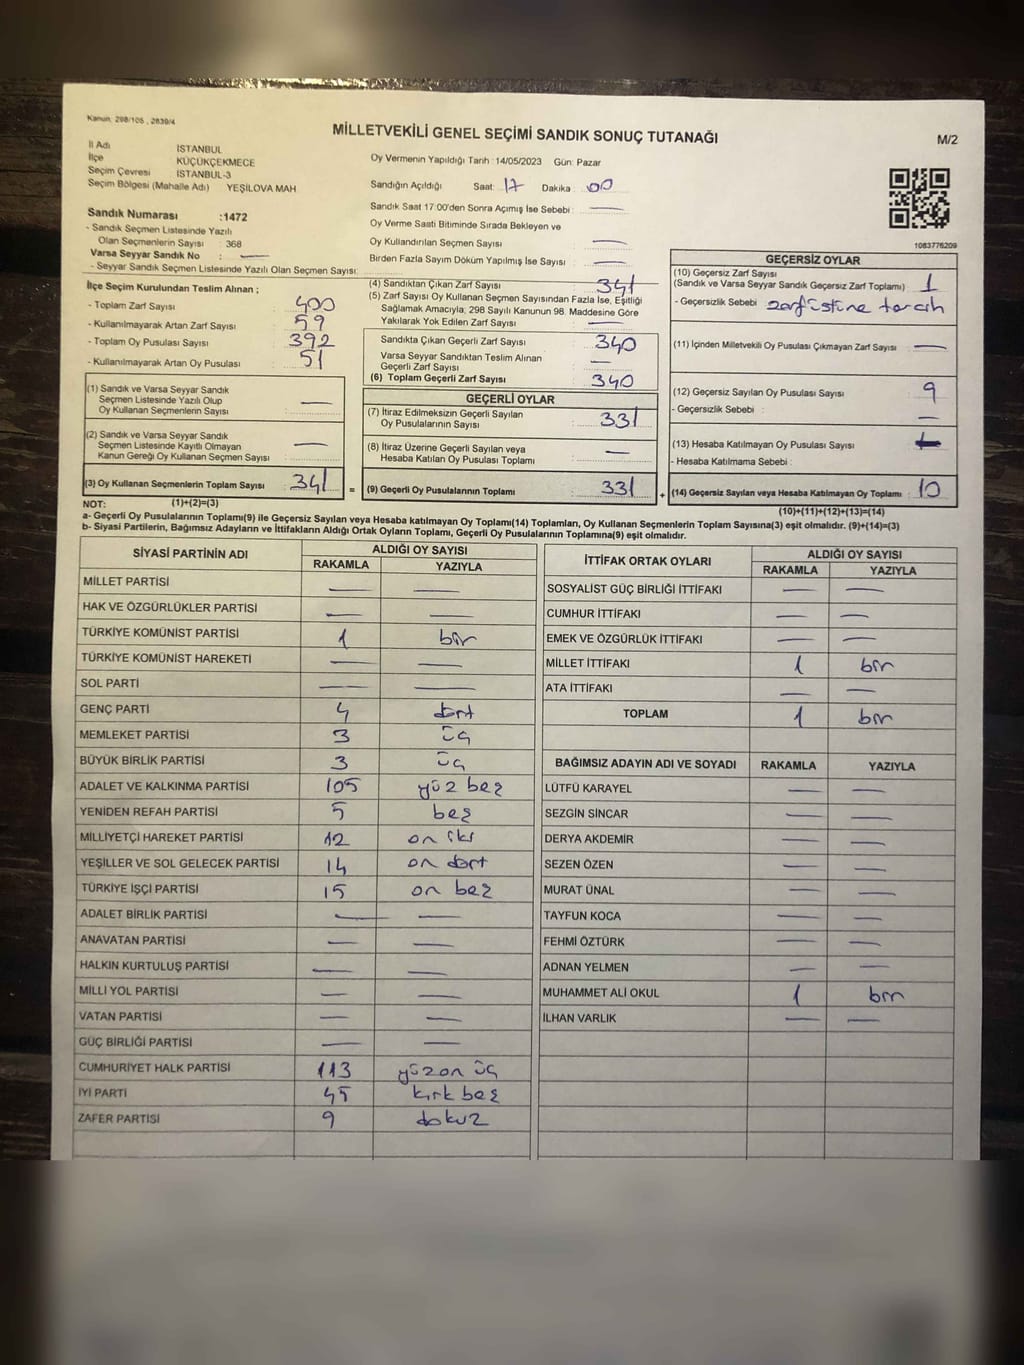 Kanun: 298/105 , 2839/4
MİLLETVEKİLİ GENEL SEÇİMİ SANDIK SONUÇ TUTANAĞI
M/2
İl Adı İSTANBUL
İlçe KÜÇÜKÇEKMECE
Seçim Çevresi İSTANBUL-3
Seçim Bölgesi (Mahalle Adı) YEŞİLOVA MAH
Sandık Numarası :1472
- Sandık Seçmen Listesinde Yazılı
Olan Seçmenlerin Sayısı : 368
Varsa Seyyar Sandık No : —
- Seyyar Sandık Seçmen Listesinde Yazılı Olan Seçmen Sayısı:
İlçe Seçim Kurulundan Teslim Alınan ;
- Toplam Zarf Sayısı : 400
- Kullanılmayarak Artan Zarf Sayısı : 59
- Toplam Oy Pusulası Sayısı : 392
- Kullanılmayarak Artan Oy Pusulası : 51
(1) Sandık ve Varsa Seyyar Sandık
Seçmen Listesinde Yazılı Olup
Oy Kullanan Seçmenlerin Sayısı : —
(2) Sandık ve Varsa Seyyar Sandık
Seçmen Listesinde Kayıtlı Olmayan
Kanun Gereği Oy Kullanan Seçmen Sayısı : —
(3) Oy Kullanan Seçmenlerin Toplam Sayısı : 341
(1)+(2)=(3)
Oy Vermenin Yapıldığı Tarih :14/05/2023 Gün: Pazar
Sandığın Açıldığı Saat: 17 Dakika : 00
Sandık Saat 17:00'den Sonra Açımış İse Sebebi : —
Oy Verme Saati Bitiminde Sırada Bekleyen ve
Oy Kullandırılan Seçmen Sayısı : —
Birden Fazla Sayım Döküm Yapılmış İse Sayısı : —
(4) Sandıktan Çıkan Zarf Sayısı : 341
(5) Zarf Sayısı Oy Kullanan Seçmen Sayısından Fazla İse, Eşitliği
Sağlamak Amacıyla, 298 Sayılı Kanunun 98. Maddesine Göre
Yakılarak Yok Edilen Zarf Sayısı : —
Sandıkta Çıkan Geçerli Zarf Sayısı : 340
Varsa Seyyar Sandıktan Teslim Alınan
Geçerli Zarf Sayısı : —
(6) Toplam Geçerli Zarf Sayısı : 340
GEÇERLİ OYLAR
(7) İtiraz Edilmeksizin Geçerli Sayılan
Oy Pusulalarının Sayısı : 331
(8) İtiraz Üzerine Geçerli Sayılan veya
Hesaba Katılan Oy Pusulası Toplamı : —
= (9) Geçerli Oy Pusulalarının Toplamı : 331
1083776209
GEÇERSİZ OYLAR
(10) Geçersiz Zarf Sayısı
(Sandık ve Varsa Seyyar Sandık Geçersiz Zarf Toplamı) : 1
- Geçersizlik Sebebi : zarf üstüne tercih
(11) İçinden Milletvekili Oy Pusulası Çıkmayan Zarf Sayısı : —
(12) Geçersiz Sayılan Oy Pusulası Sayısı : 9
- Geçersizlik Sebebi : —
(13) Hesaba Katılmayan Oy Pusulası Sayısı :
- Hesaba Katılmama Sebebi :
+ (14) Geçersiz Sayılan veya Hesaba Katılmayan Oy Toplamı : 10
(10)+(11)+(12)+(13)=(14)
NOT:
a- Geçerli Oy Pusulalarının Toplamı(9) ile Geçersiz Sayılan veya Hesaba katılmayan Oy Toplamı(14) Toplamları, Oy Kullanan Seçmenlerin Toplam Sayısına(3) eşit olmalıdır. (9)+(14)=(3)
b- Siyasi Partilerin, Bağımsız Adayların ve İttifakların Aldığı Ortak Oyların Toplamı, Geçerli Oy Pusulalarının Toplamına(9) eşit olmalıdır.
SİYASİ PARTİNİN ADI ALDIĞI OY SAYISI
RAKAMLA YAZIYLA
MİLLET PARTİSİ — —
HAK VE ÖZGÜRLÜKLER PARTİSİ — —
TÜRKİYE KOMÜNİST PARTİSİ 1 bir
TÜRKİYE KOMÜNİST HAREKETİ — —
SOL PARTİ — —
GENÇ PARTİ 4 dört
MEMLEKET PARTİSİ 3 üç
BÜYÜK BİRLİK PARTİSİ 3 üç
ADALET VE KALKINMA PARTİSİ 105 yüz beş
YENİDEN REFAH PARTİSİ 5 beş
MİLLİYETÇİ HAREKET PARTİSİ 12 on iki
YEŞİLLER VE SOL GELECEK PARTİSİ 14 on dört
TÜRKİYE İŞÇİ PARTİSİ 15 on beş
ADALET BİRLİK PARTİSİ — —
ANAVATAN PARTİSİ — —
HALKIN KURTULUŞ PARTİSİ — —
MİLLİ YOL PARTİSİ — —
VATAN PARTİSİ — —
GÜÇ BİRLİĞİ PARTİSİ — —
CUMHURİYET HALK PARTİSİ 113 yüz on üç
İYİ PARTİ 45 kırk beş
ZAFER PARTİSİ 9 dokuz
İTTİFAK ORTAK OYLARI ALDIĞI OY SAYISI
RAKAMLA YAZIYLA
SOSYALİST GÜÇ BİRLİĞİ İTTİFAKI — —
CUMHUR İTTİFAKI — —
EMEK VE ÖZGÜRLÜK İTTİFAKI — —
MİLLET İTTİFAKI 1 bir
ATA İTTİFAKI — —
TOPLAM 1 bir
BAĞIMSIZ ADAYIN ADI VE SOYADI RAKAMLA YAZIYLA
LÜTFÜ KARAYEL — —
SEZGİN SİNCAR — —
DERYA AKDEMİR — —
SEZEN ÖZEN — —
MURAT ÜNAL — —
TAYFUN KOCA — —
FEHMİ ÖZTÜRK — —
ADNAN YELMEN — —
MUHAMMET ALİ OKUL 1 bir
İLHAN VARLIK — —